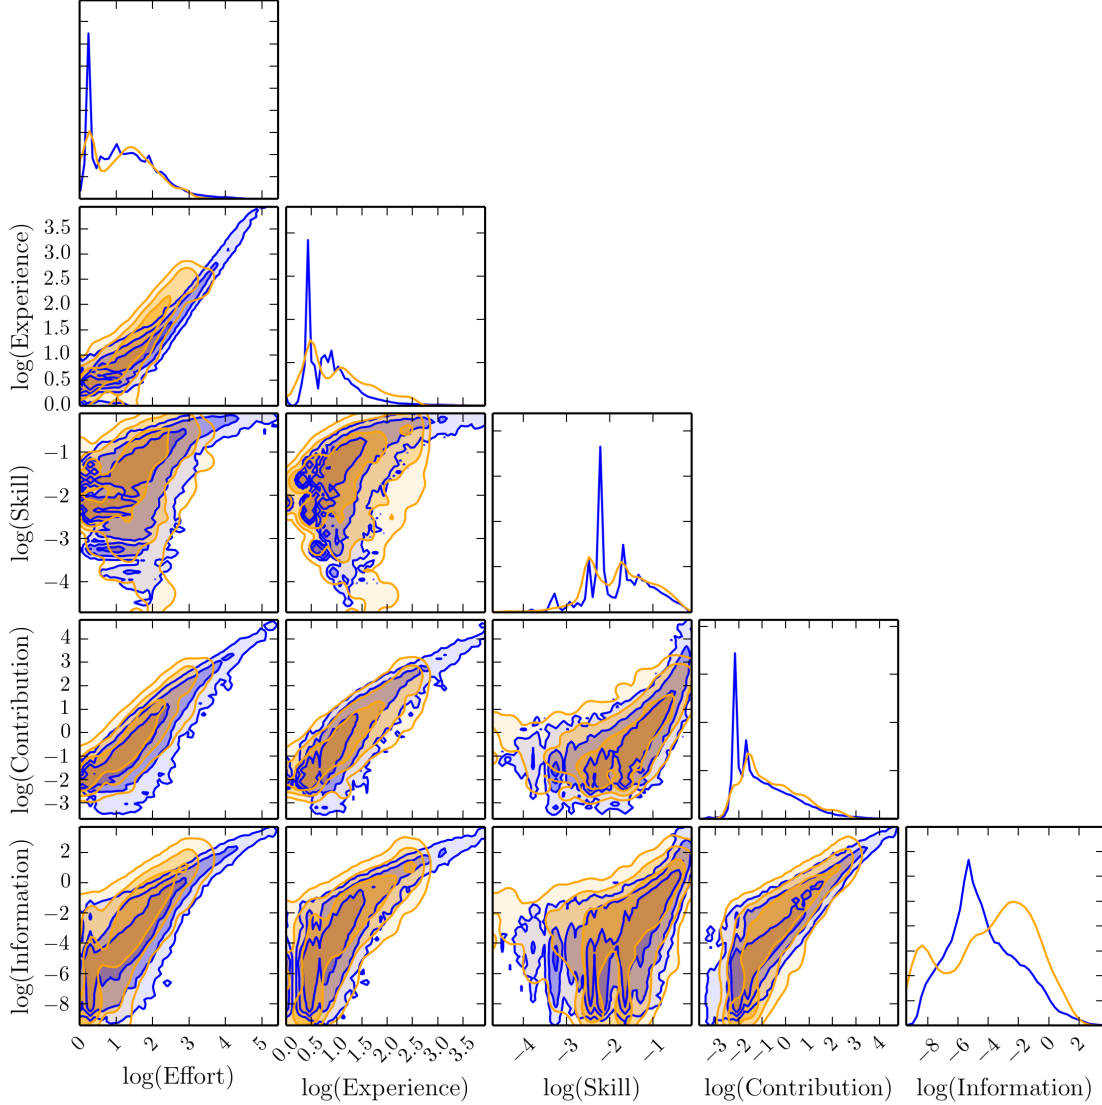 log(Experience)
3.5
3.0
2.5
2.0
1.5
1.0
0.5
0.0
log(Skill)
−1
−2
−3
−4
log(Contribution)
4
3
2
1
0
−1
−2
−3
log(Information)
2
0
−2
−4
−6
−8
0 1 2 3 4 5
0.0 0.5 1.0 1.5 2.0 2.5 3.0 3.5
−4 −3 −2 −1
−3 −2 −1 0 1 2 3 4
−8 −6 −4 −2 0 2
log(Effort)
log(Experience) log(Skill) log(Contribution) log(Information)